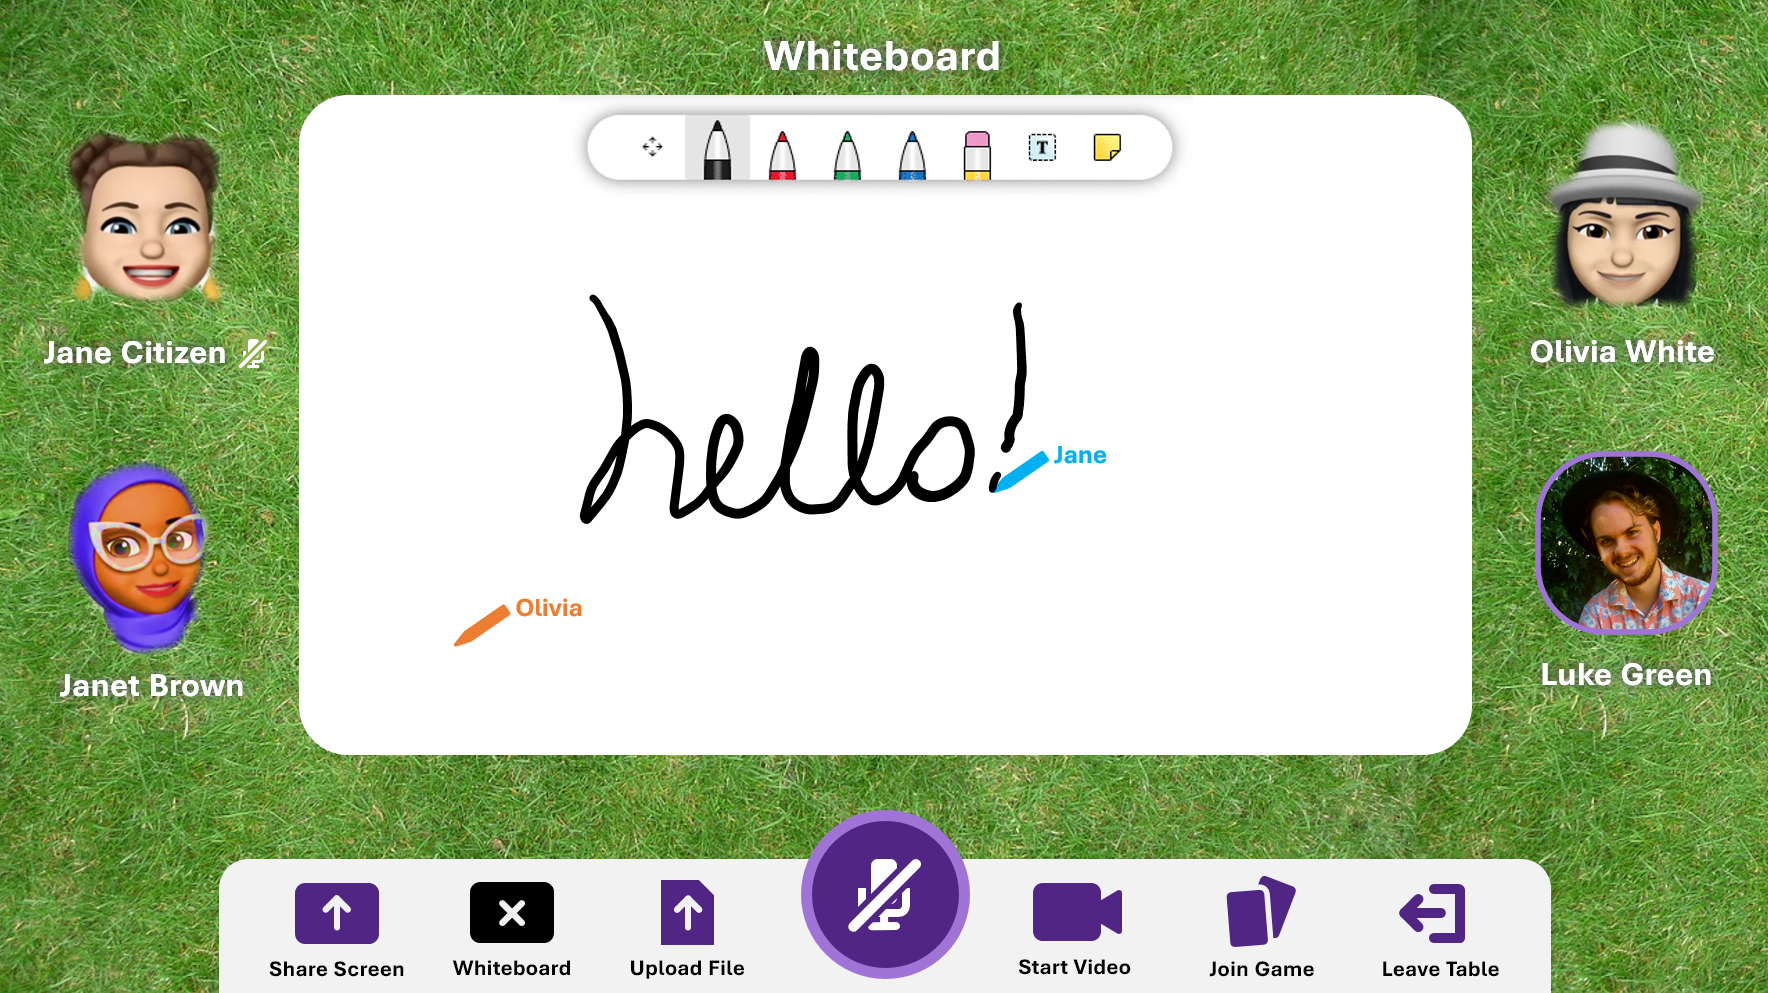 Whiteboard
T
Jane Citizen
Olivia White
hello!
Jane
Olivia
Janet Brown
Luke Green
Share Screen
Whiteboard
Upload File
Start Video
Join Game
Leave Table